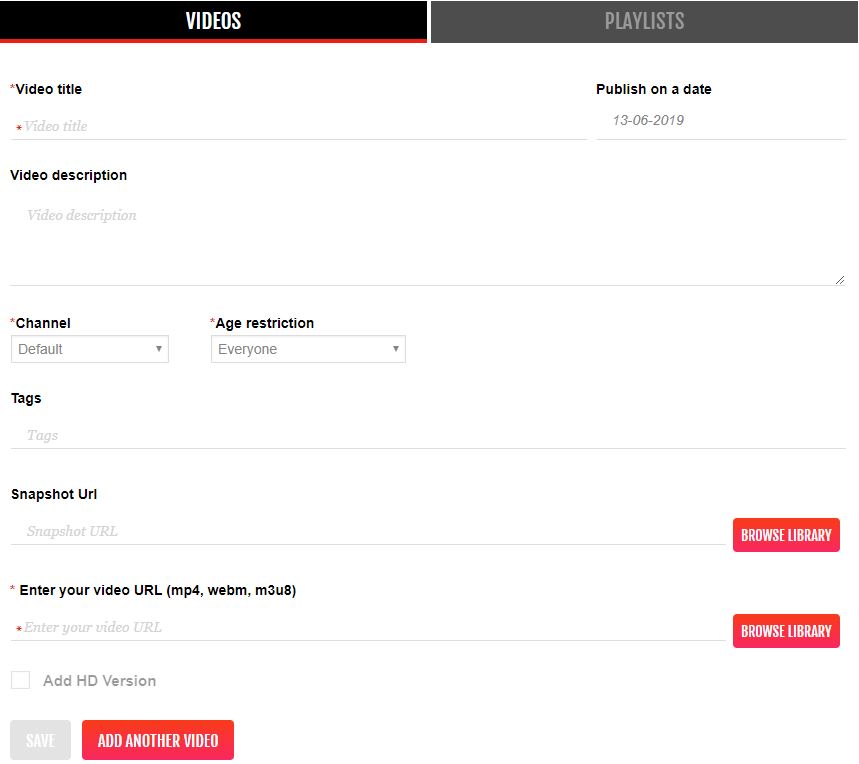 VIDEOS PLAYLISTS
*Video title Publish on a date
*Video title 13-06-2019
Video description
Video description
*Channel *Age restriction
Default Everyone
Tags
Tags
Snapshot Url
Snapshot URL BROWSE LIBRARY
* Enter your video URL (mp4, webm, m3u8)
*Enter your video URL BROWSE LIBRARY
Add HD Version
SAVE ADD ANOTHER VIDEO